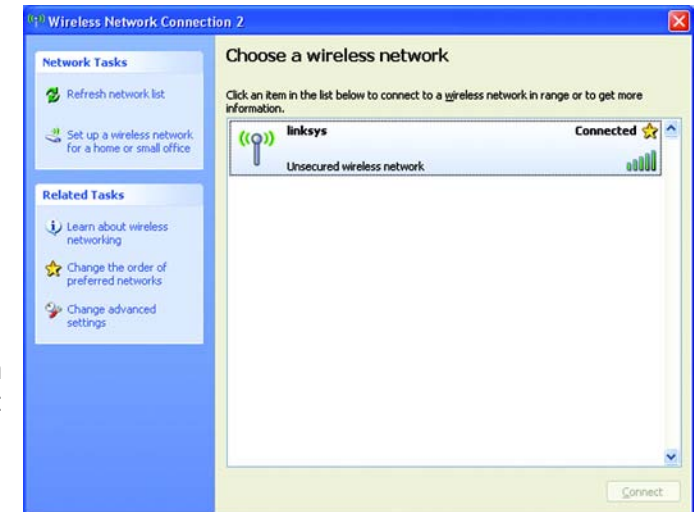 Wireless Network Connection 2
Network Tasks
Refresh network list
Set up a wireless network
for a home or small office
Related Tasks
Learn about wireless
networking
Change the order of
preferred networks
Change advanced
settings
Choose a wireless network
Click an item in the list below to connect to a wireless network in range or to get more
information.
linksys
Connected
Unsecured wireless network
Connect